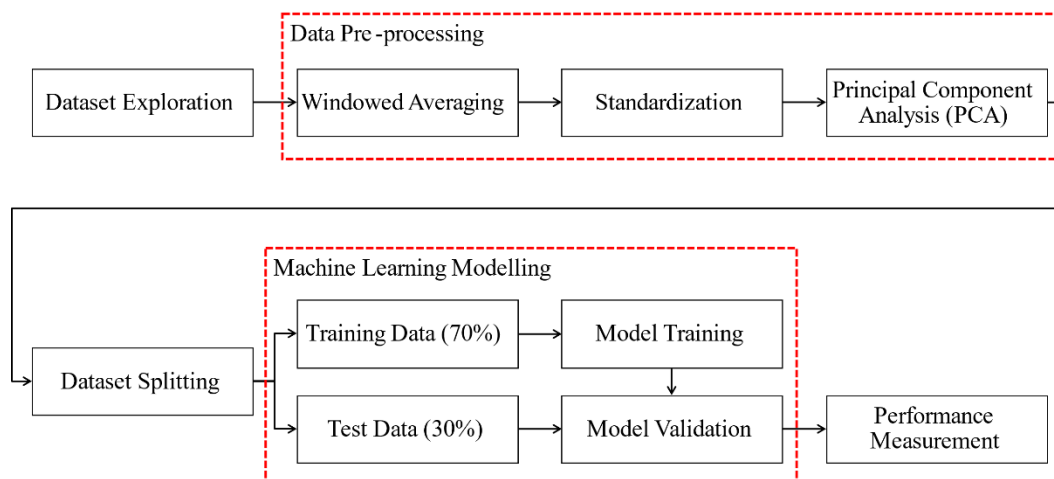 Data Pre-processing
Dataset Exploration
Windowed Averaging
Standardization
Principal Component
Analysis (PCA)
Machine Learning Modelling
Training Data (70%)
Model Training
Dataset Splitting
Test Data (30%)
Model Validation
Performance
Measurement